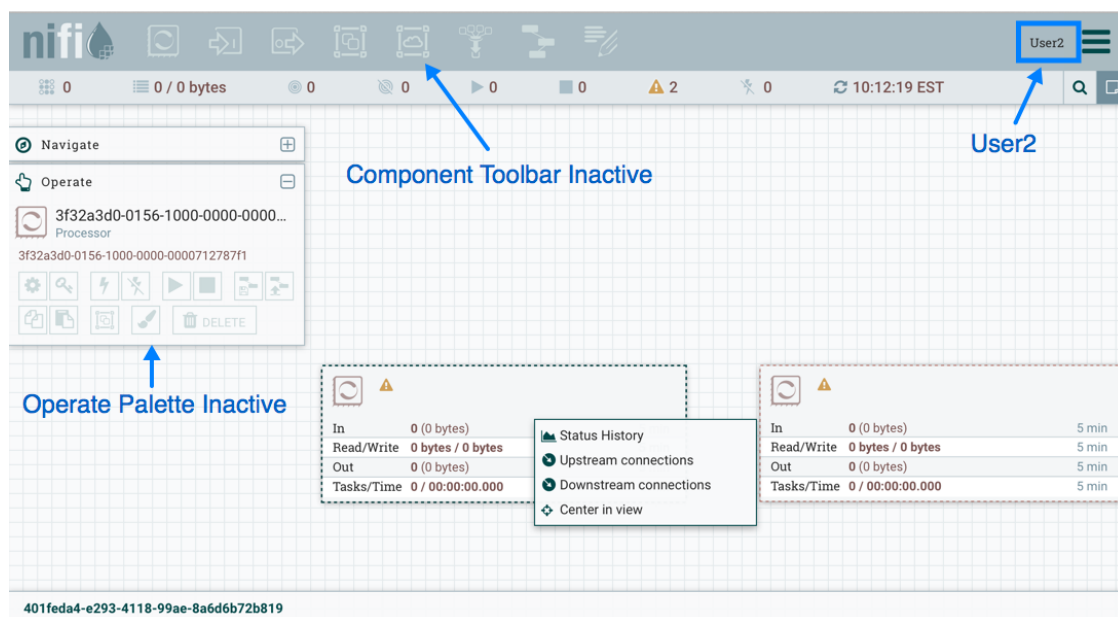 nifi
User2
0
0 / 0 bytes
0
0
0
0
2
0
10:12:19 EST
User2
Component Toolbar Inactive
Navigate
Operate
3f32a3d0-0156-1000-0000-0000...
Processor
3f32a3d0-0156-1000-0000-0000712787f1
DELETE
Operate Palette Inactive
In 0 (0 bytes)
Read/Write 0 bytes / 0 bytes
Out 0 (0 bytes)
Tasks/Time 0 / 00:00:00.000
Status History
Upstream connections
Downstream connections
Center in view
In 0 (0 bytes) 5 min
Read/Write 0 bytes / 0 bytes 5 min
Out 0 (0 bytes) 5 min
Tasks/Time 0 / 00:00:00.000 5 min
401feda4-e293-4118-99ae-8a6d6b72b819